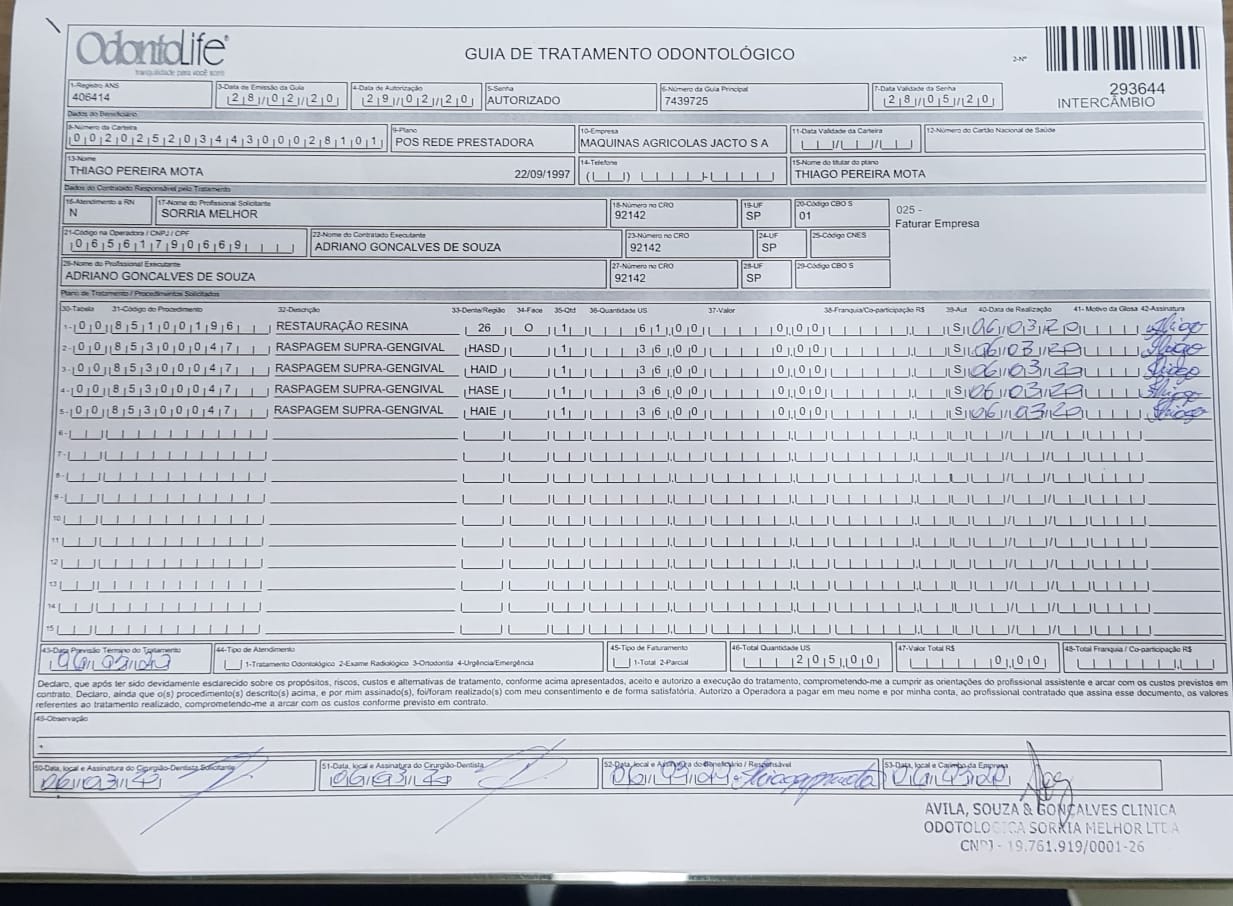 OdontoLife
tranquilidade para você sorrir
GUIA DE TRATAMENTO ODONTOLÓGICO
2-Nº
293644
INTERCÂMBIO
1-Registro ANS 3-Data de Emissão da Guia 4-Data de Autorização 5-Senha 6-Número da Guia Principal 7-Data Validade da Senha
406414 28/02/20 29/02/20 AUTORIZADO 7439725 28/05/20
Dados do Beneficiário
8-Número da Carteira 9-Plano 10-Empresa 11-Data Validade da Carteira 12-Número do Cartão Nacional de Saúde
00202520344300028101 POS REDE PRESTADORA MAQUINAS AGRICOLAS JACTO S A
13-Nome 14-Telefone 15-Nome do titular do plano
THIAGO PEREIRA MOTA 22/09/1997 THIAGO PEREIRA MOTA
Dados do Contratado Responsável pelo Tratamento
16-Atendimento a RN 17-Nome do Profissional Solicitante 18-Número no CRO 19-UF 20-Código CBO S
N SORRIA MELHOR 92142 SP 01
025 -
Faturar Empresa
21-Código na Operadora / CNPJ / CPF 22-Nome do Contratado Executante 23-Número no CRO 24-UF 25-Código CNES
06561790669 ADRIANO GONCALVES DE SOUZA 92142 SP
26-Nome do Profissional Executante 27-Número no CRO 28-UF 29-Código CBO S
ADRIANO GONCALVES DE SOUZA 92142 SP
Plano de Tratamento / Procedimentos Solicitados
30-Tabela 31-Código do Procedimento 32-Descrição 33-Dente/Região 34-Face 35-Qtd 36-Quantidade US 37-Valor 38-Franquia/Co-participação R$ 39-Aut 40-Data de Realização 41- Motivo da Glosa 42-Assinatura
1- 00 85100196 RESTAURAÇÃO RESINA 26 O 1 61,00 0,00 S 06/03/20 Thiago
2- 00 85300047 RASPAGEM SUPRA-GENGIVAL HASD 1 36,00 0,00 S 06/03/20 Thiago
3- 00 85300047 RASPAGEM SUPRA-GENGIVAL HAID 1 36,00 0,00 S 06/03/20 Thiago
4- 00 85300047 RASPAGEM SUPRA-GENGIVAL HASE 1 36,00 0,00 S 06/03/20 Thiago
5- 00 85300047 RASPAGEM SUPRA-GENGIVAL HAIE 1 36,00 0,00 S 06/03/20 Thiago
6-
7-
8-
9-
10
11
12
13
14
15
43-Data Previsão Término do Tratamento 44-Tipo de Atendimento 45-Tipo de Faturamento 46-Total Quantidade US 47-Valor Total R$ 48-Total Franquia / Co-participação R$
1-Tratamento Odontológico 2-Exame Radiológico 3-Ortodontia 4-Urgência/Emergência 1-Total 2-Parcial 205,00 0,00
Declaro, que após ter sido devidamente esclarecido sobre os propósitos, riscos, custos e alternativas de tratamento, conforme acima apresentados, aceito e autorizo a execução do tratamento, comprometendo-me a cumprir as orientações do profissional assistente e arcar com os custos previstos em
contrato. Declaro, ainda que o(s) procedimento(s) descrito(s) acima, e por mim assinado(s), foi/foram realizado(s) com meu consentimento e de forma satisfatória. Autorizo a Operadora a pagar em meu nome e por minha conta, ao profissional contratado que assina esse documento, os valores
referentes ao tratamento realizado, comprometendo-me a arcar com os custos conforme previsto em contrato.
49-Observação
50-Data, local e Assinatura do Cirurgião-Dentista Solicitante 51-Data, local e Assinatura do Cirurgião-Dentista 52-Data, local e Assinatura do Beneficiário / Responsável 53-Data, local e Carimbo da Empresa
AVILA, SOUZA & GONÇALVES CLINICA
ODOTOLOGICA SORRIA MELHOR LTDA
CNPJ - 19.761.919/0001-26